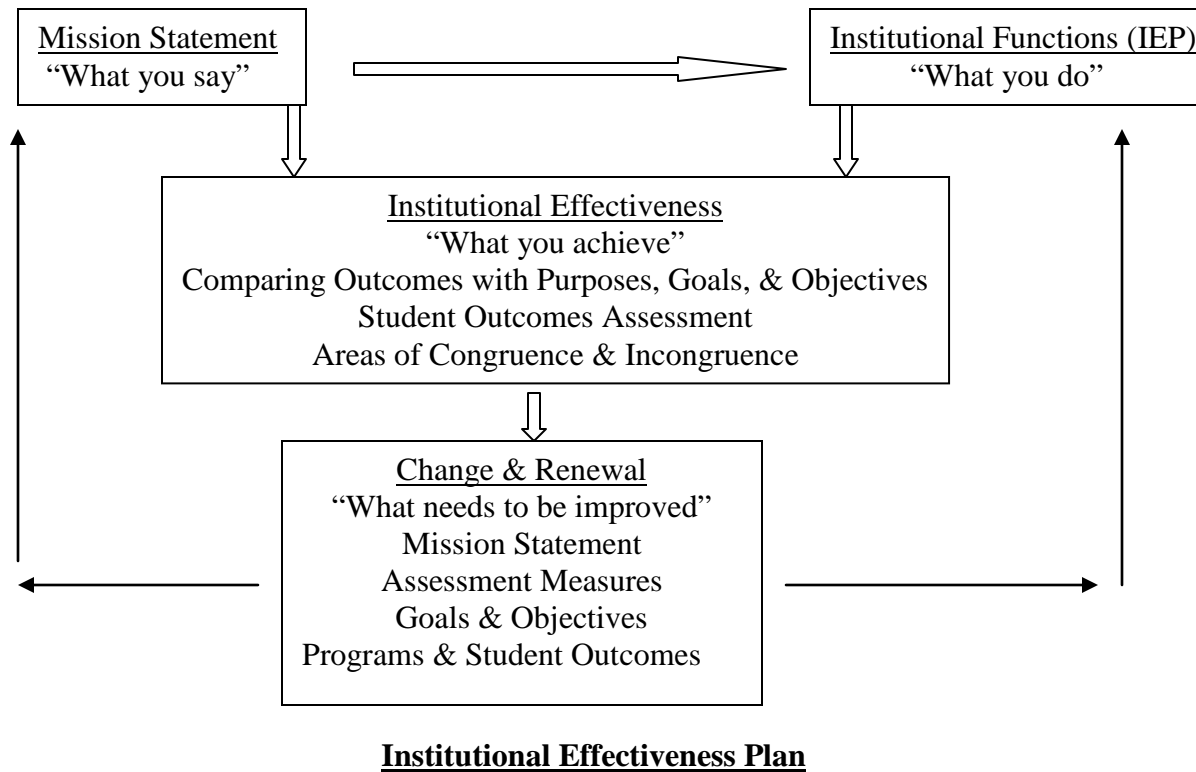 Mission Statement
“What you say”
Institutional Functions (IEP)
“What you do”
Institutional Effectiveness
“What you achieve”
Comparing Outcomes with Purposes, Goals, & Objectives
Student Outcomes Assessment
Areas of Congruence & Incongruence
Change & Renewal
“What needs to be improved”
Mission Statement
Assessment Measures
Goals & Objectives
Programs & Student Outcomes
Institutional Effectiveness Plan